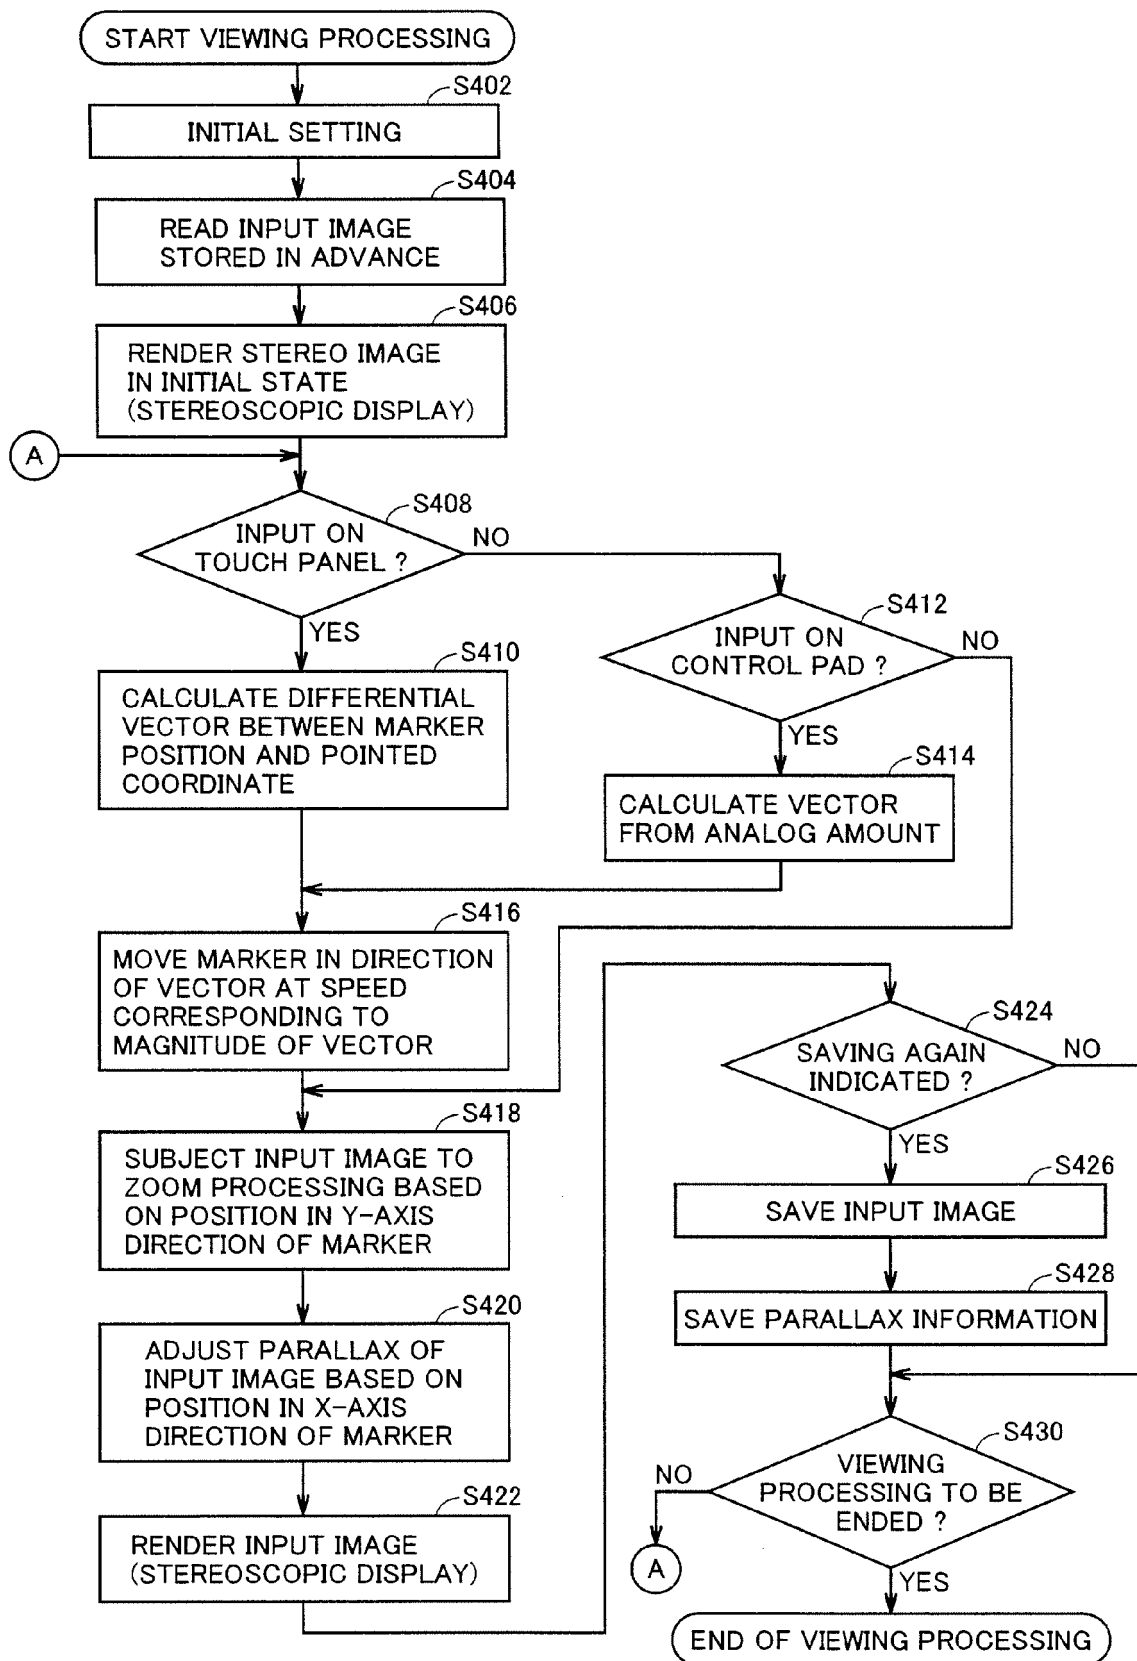 START VIEWING PROCESSING
S402
INITIAL SETTING
S404
READ INPUT IMAGE
STORED IN ADVANCE
S406
RENDER STEREO IMAGE
IN INITIAL STATE
(STEREOSCOPIC DISPLAY)
A
S408
INPUT ON
TOUCH PANEL ?
NO
YES
S410
CALCULATE DIFFERENTIAL
VECTOR BETWEEN MARKER
POSITION AND POINTED
COORDINATE
S412
INPUT ON
CONTROL PAD ?
NO
YES
S414
CALCULATE VECTOR
FROM ANALOG AMOUNT
S416
MOVE MARKER IN DIRECTION
OF VECTOR AT SPEED
CORRESPONDING TO
MAGNITUDE OF VECTOR
S418
SUBJECT INPUT IMAGE TO
ZOOM PROCESSING BASED
ON POSITION IN Y-AXIS
DIRECTION OF MARKER
S420
ADJUST PARALLAX OF
INPUT IMAGE BASED ON
POSITION IN X-AXIS
DIRECTION OF MARKER
S422
RENDER INPUT IMAGE
(STEREOSCOPIC DISPLAY)
S424
SAVING AGAIN
INDICATED ?
NO
YES
S426
SAVE INPUT IMAGE
S428
SAVE PARALLAX INFORMATION
S430
VIEWING
PROCESSING TO BE
ENDED ?
NO
A
YES
END OF VIEWING PROCESSING